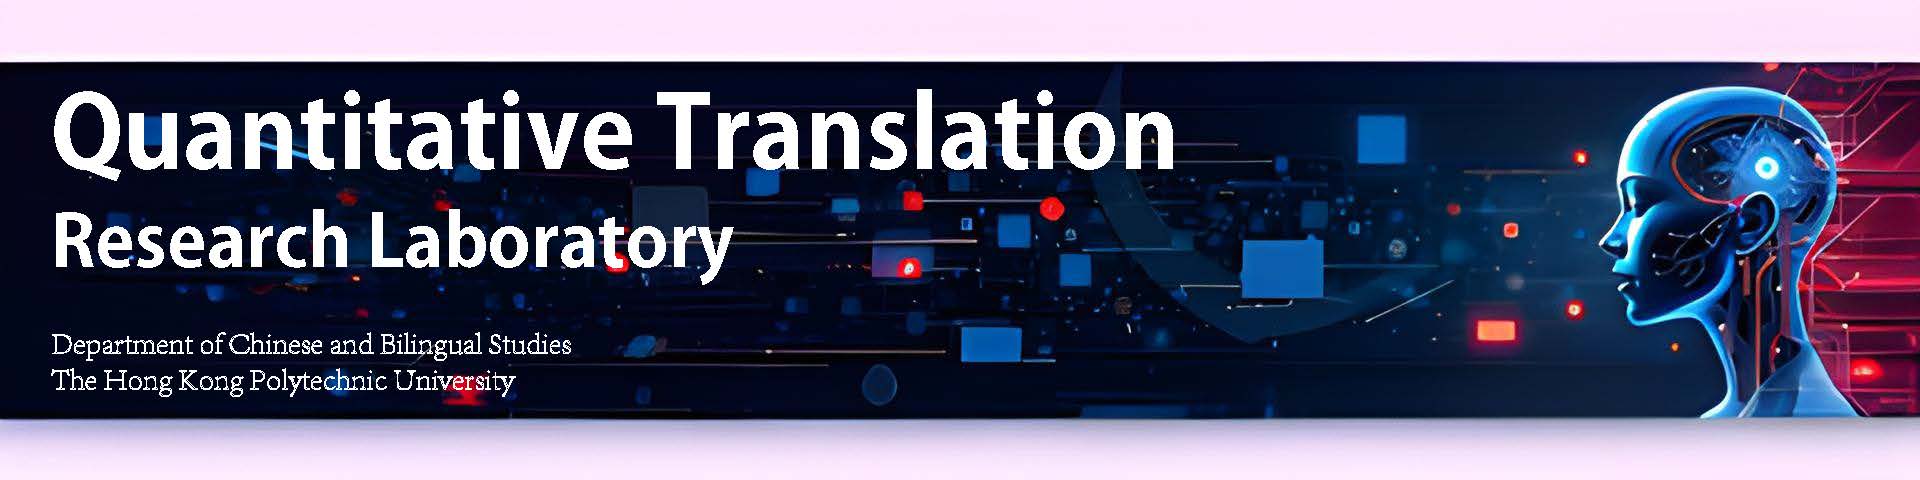 Quantitative Translation
Research Laboratory
Department of Chinese and Bilingual Studies
The Hong Kong Polytechnic University